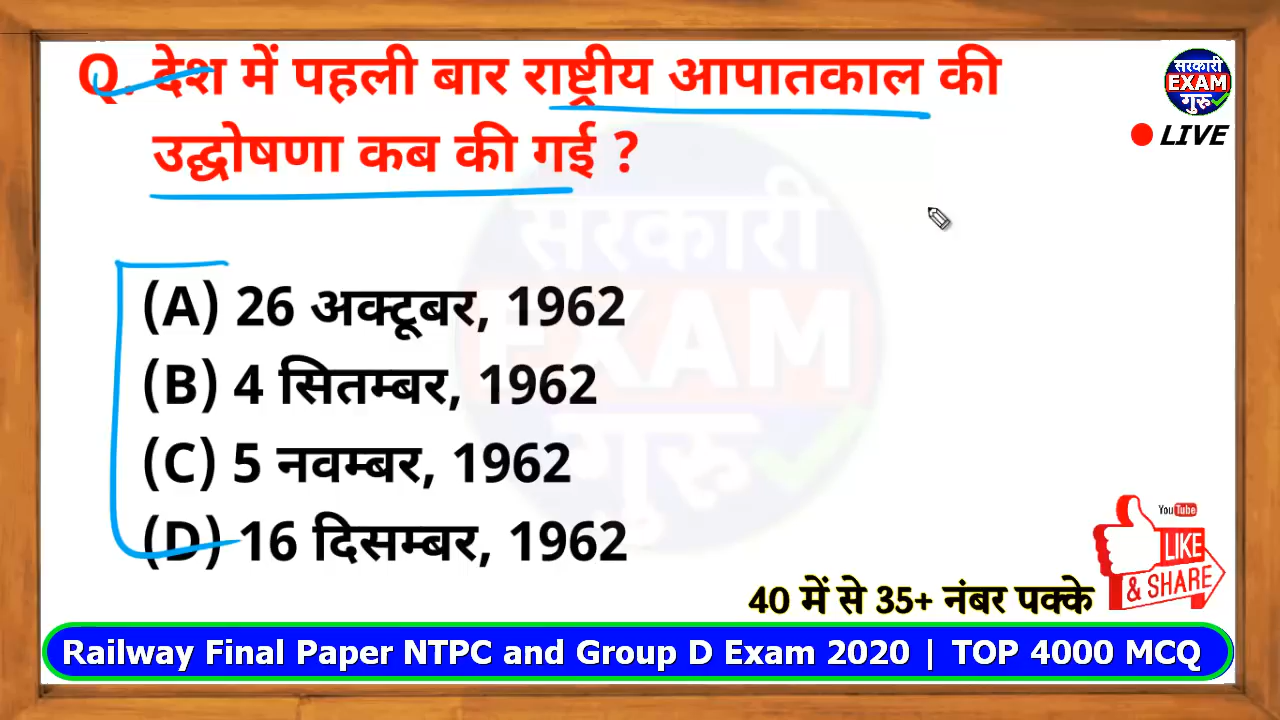 Q. देश में पहली बार राष्ट्रीय आपातकाल की
उद्घोषणा कब की गई ?
सरकारी
EXAM
गुरु
LIVE
सरकारी
EXAM
गुरु
(A) 26 अक्टूबर, 1962
(B) 4 सितम्बर, 1962
(C) 5 नवम्बर, 1962
(D) 16 दिसम्बर, 1962
YouTube
LIKE
& SHARE
40 में से 35+ नंबर पक्के
Railway Final Paper NTPC and Group D Exam 2020 | TOP 4000 MCQ